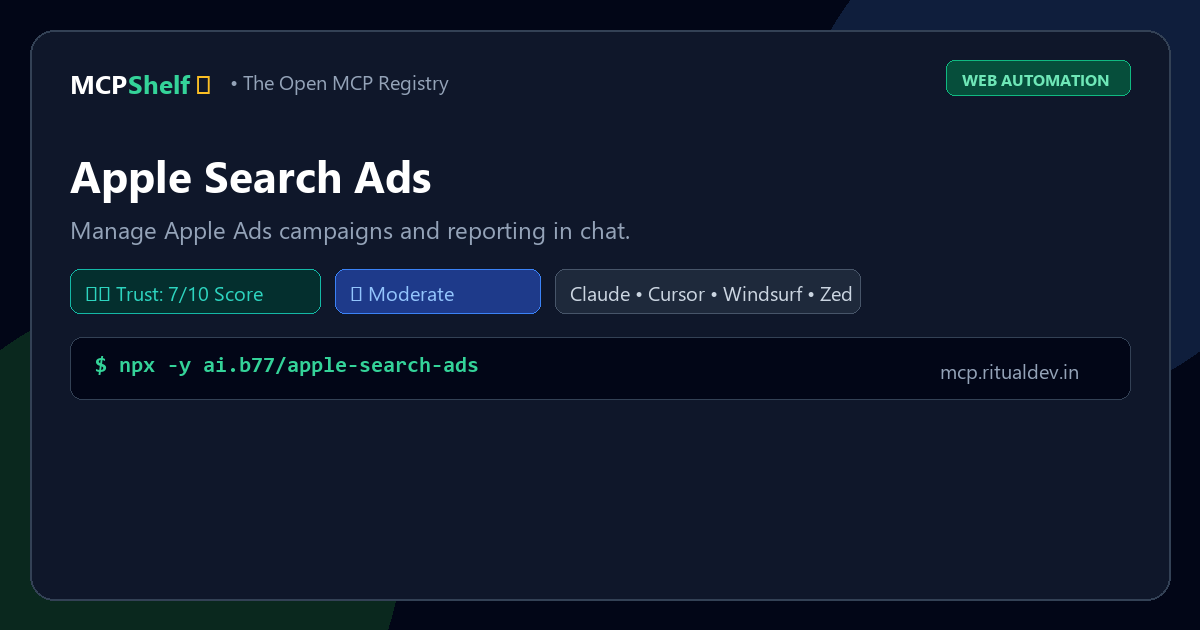 MCPShelf • The Open MCP Registry
WEB AUTOMATION
Apple Search Ads
Manage Apple Ads campaigns and reporting in chat.
Trust: 7/10 Score
Moderate
Claude • Cursor • Windsurf • Zed
$ npx -y ai.b77/apple-search-ads
mcp.ritualdev.in